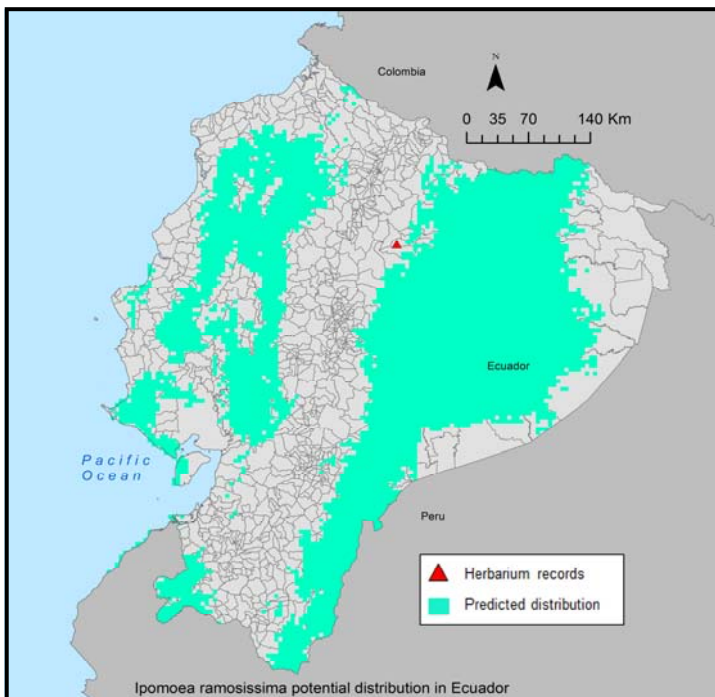 Colombia
N
0 35 70 140 Km
Ecuador
Pacific
Ocean
Peru
Herbarium records
Predicted distribution
Ipomoea ramosissima potential distribution in Ecuador